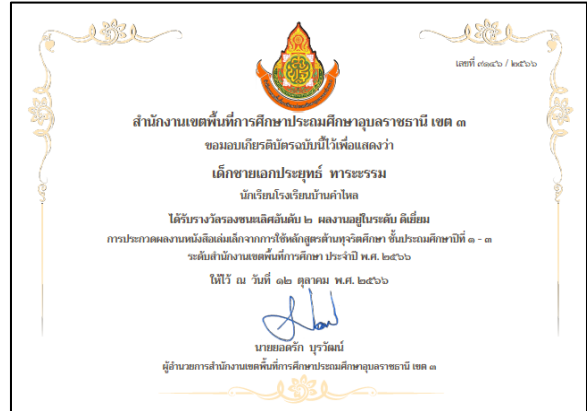 เลขที่ ๓๑๔๖ / ๒๕๖๖
สำนักงานเขตพื้นที่การศึกษาประถมศึกษาอุบลราชธานี เขต ๓
ขอมอบเกียรติบัตรฉบับนี้ไว้เพื่อแสดงว่า
เด็กชายเอกประยุทธ์ ทาระธรรม
นักเรียนโรงเรียนบ้านคำไหล
ได้รับรางวัลรองชนะเลิศอันดับ ๒ ผลงานอยู่ในระดับ ดีเยี่ยม
การประกวดผลงานหนังสือเล่มเล็กจากการใช้หลักสูตรต้านทุจริตศึกษา ชั้นประถมศึกษาปีที่ ๑ - ๓
ระดับสำนักงานเขตพื้นที่การศึกษา ประจำปี พ.ศ. ๒๕๖๖
ให้ไว้ ณ วันที่ ๑๒ ตุลาคม พ.ศ. ๒๕๖๖
นายยอดรัก บุรวัฒน์
ผู้อำนวยการสำนักงานเขตพื้นที่การศึกษาประถมศึกษาอุบลราชธานี เขต ๓